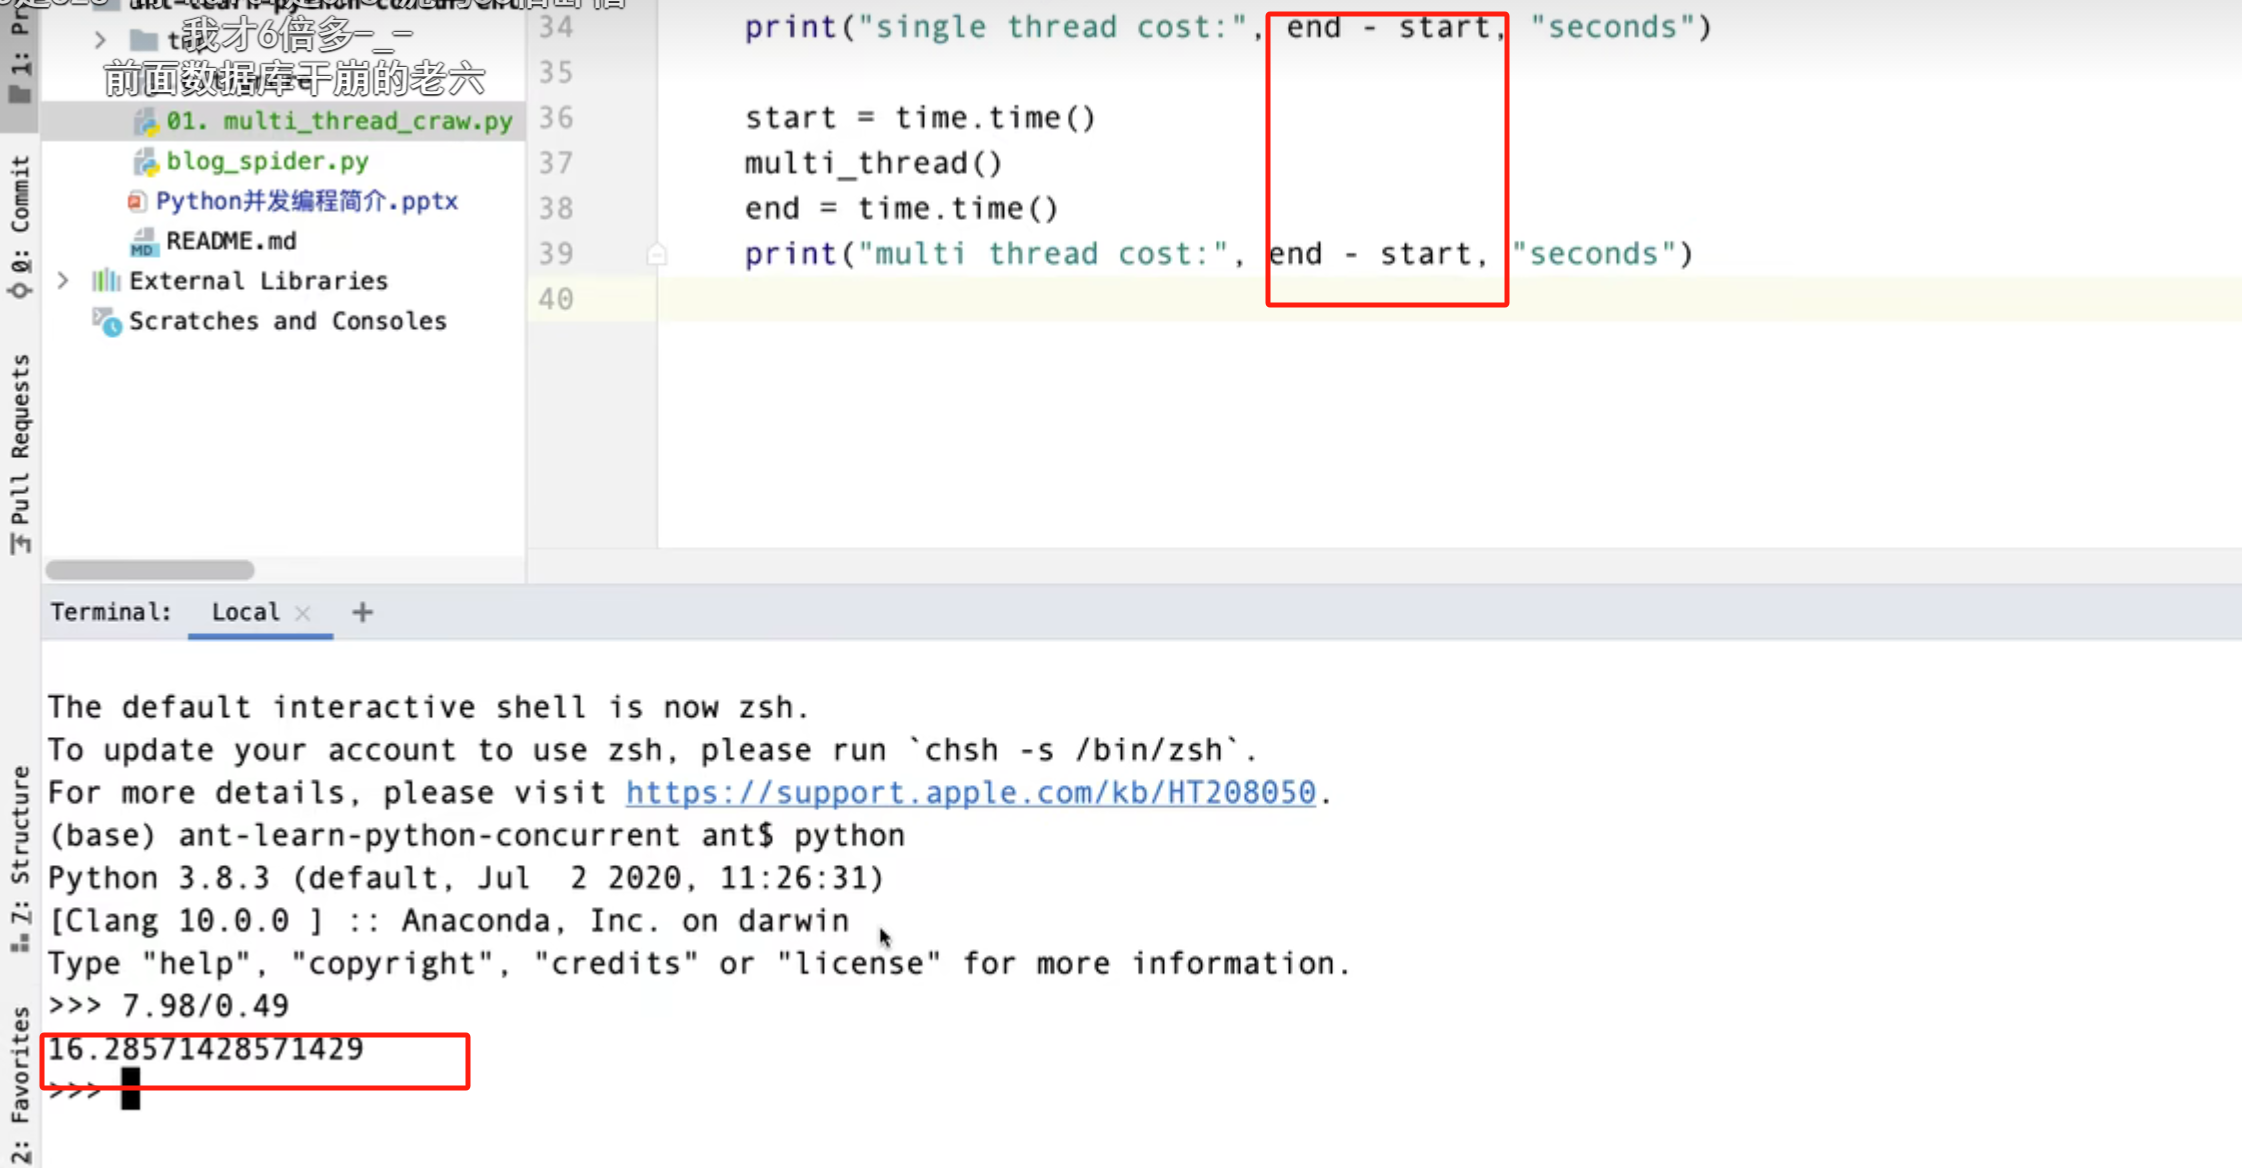 我才6倍多-_-
前面数据库干崩的老六
01. multi_thread_craw.py
blog_spider.py
Python并发编程简介.pptx
README.md
External Libraries
Scratches and Consoles
0: Commit
Pull Requests
7: Structure
2: Favorites
34 print("single thread cost:", end - start, "seconds")
35
36 start = time.time()
37 multi_thread()
38 end = time.time()
39 print("multi thread cost:", end - start, "seconds")
40
Terminal: Local × +
The default interactive shell is now zsh.
To update your account to use zsh, please run `chsh -s /bin/zsh`.
For more details, please visit https://support.apple.com/kb/HT208050.
(base) ant-learn-python-concurrent ant$ python
Python 3.8.3 (default, Jul  2 2020, 11:26:31)
[Clang 10.0.0 ] :: Anaconda, Inc. on darwin
Type "help", "copyright", "credits" or "license" for more information.
>>> 7.98/0.49
16.28571428571429
>>>